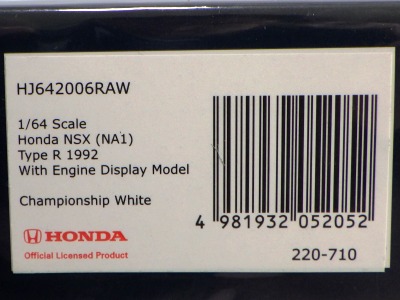 HJ642006RAW
1/64 Scale
Honda NSX (NA1)
Type R 1992
With Engine Display Model
Championship White
4 981932 052052
HONDA
Official Licensed Product
220-710